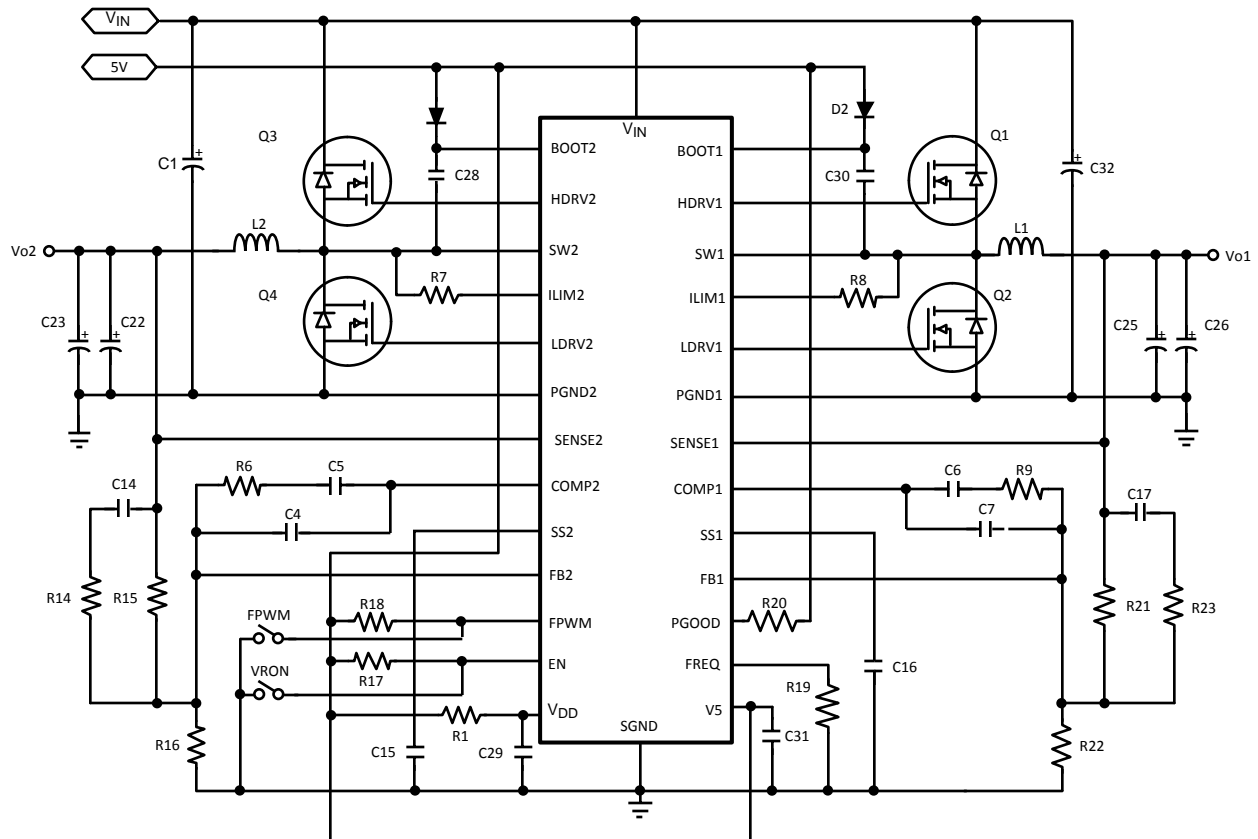 VIN
5V
D2
VIN
Q3
Q1
C1
BOOT2
BOOT1
C28
C30
C32
HDRV2
HDRV1
L2
L1
Vo2
SW2
SW1
Vo1
R7
R8
ILIM2
ILIM1
Q4
Q2
C23
C22
C25
C26
LDRV2
LDRV1
PGND2
PGND1
SENSE2
SENSE1
R6
C5
C6
R9
C14
COMP2
COMP1
C17
C4
C7
SS2
SS1
FB2
FB1
R14
R15
R21
R23
R18
R20
FPWM
FPWM
PGOOD
EN
FREQ
C16
VRON
R17
R19
VDD
V5
SGND
R16
R1
C15
C29
C31
R22